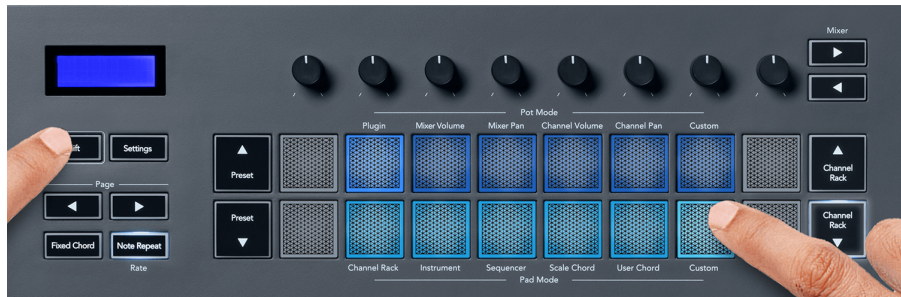 Mixer
Pot Mode
Plugin Mixer Volume Mixer Pan Channel Volume Channel Pan Custom
Settings
Preset
Channel
Rack
Page
Preset
Channel
Rack
Fixed Chord Note Repeat
Rate
Channel Rack Instrument Sequencer Scale Chord User Chord Custom
Pad Mode